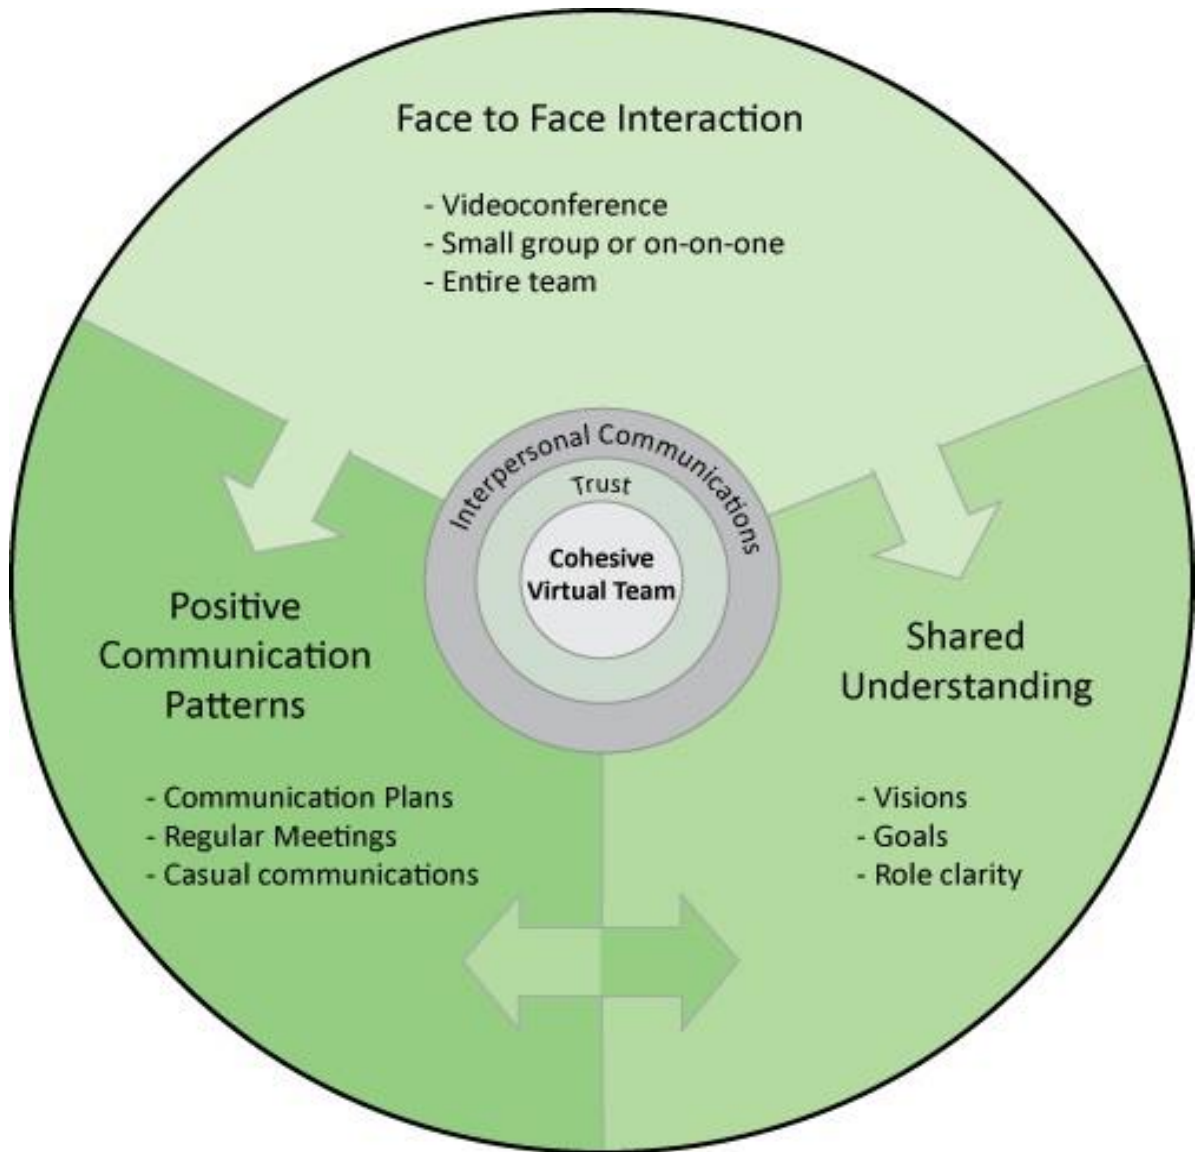 Face to Face Interaction
- Videoconference
- Small group or on-on-one
- Entire team
Interpersonal Communications
Trust
Cohesive
Virtual Team
Positive
Communication
Patterns
- Communication Plans
- Regular Meetings
- Casual communications
Shared
Understanding
- Visions
- Goals
- Role clarity